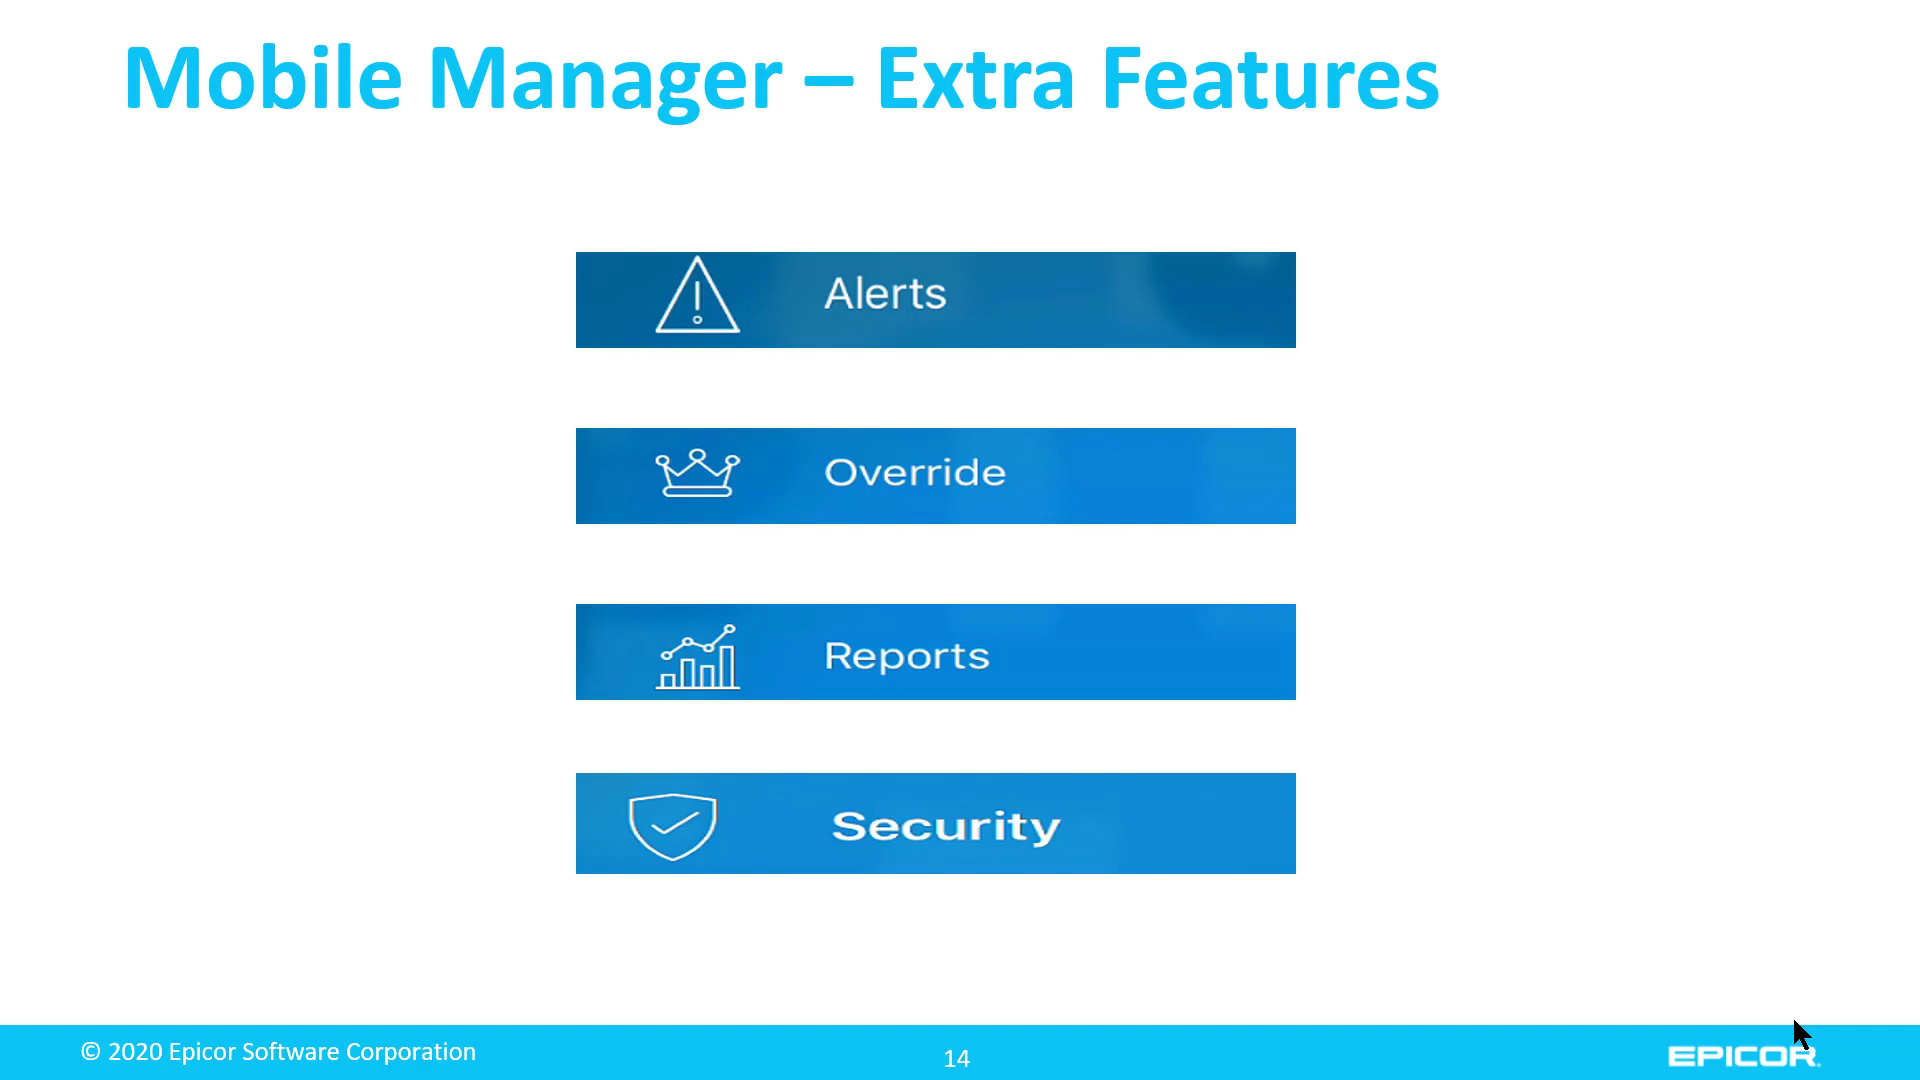 Mobile Manager – Extra Features
Alerts
Override
Reports
Security
© 2020 Epicor Software Corporation
14
EPICOR.